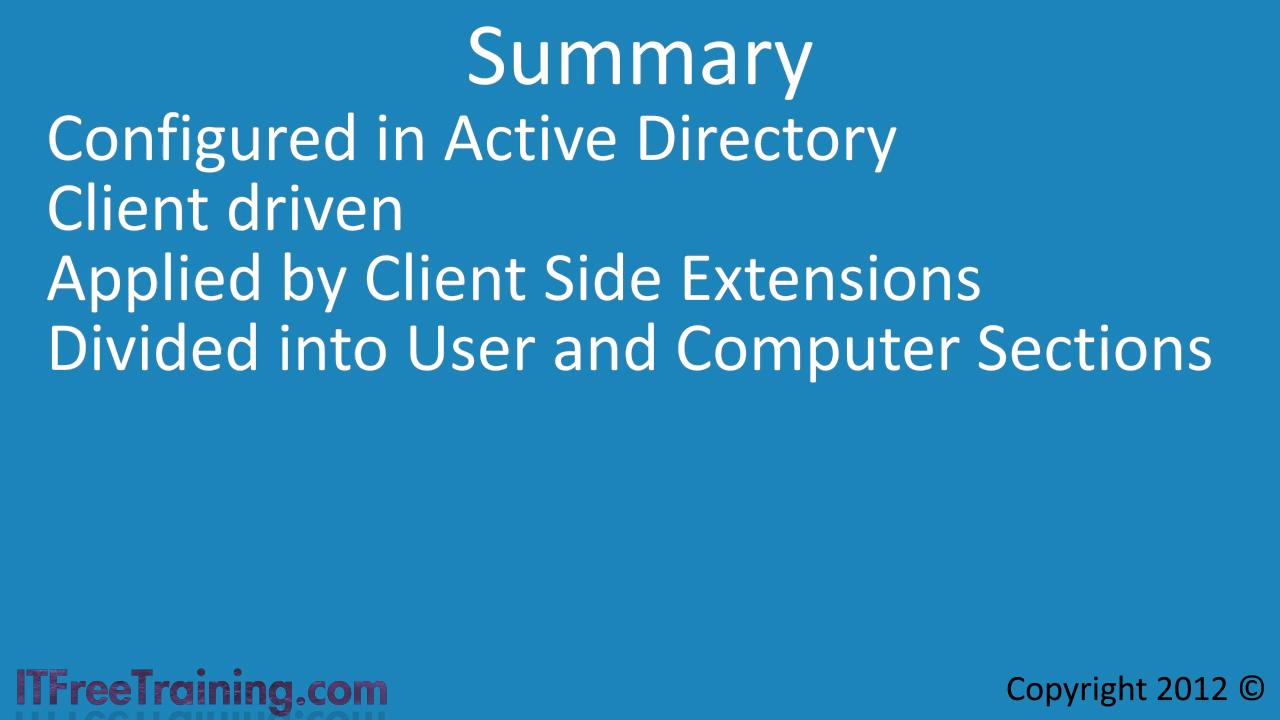 Summary
Configured in Active Directory
Client driven
Applied by Client Side Extensions
Divided into User and Computer Sections
ITFreeTraining.com
Copyright 2012 ©